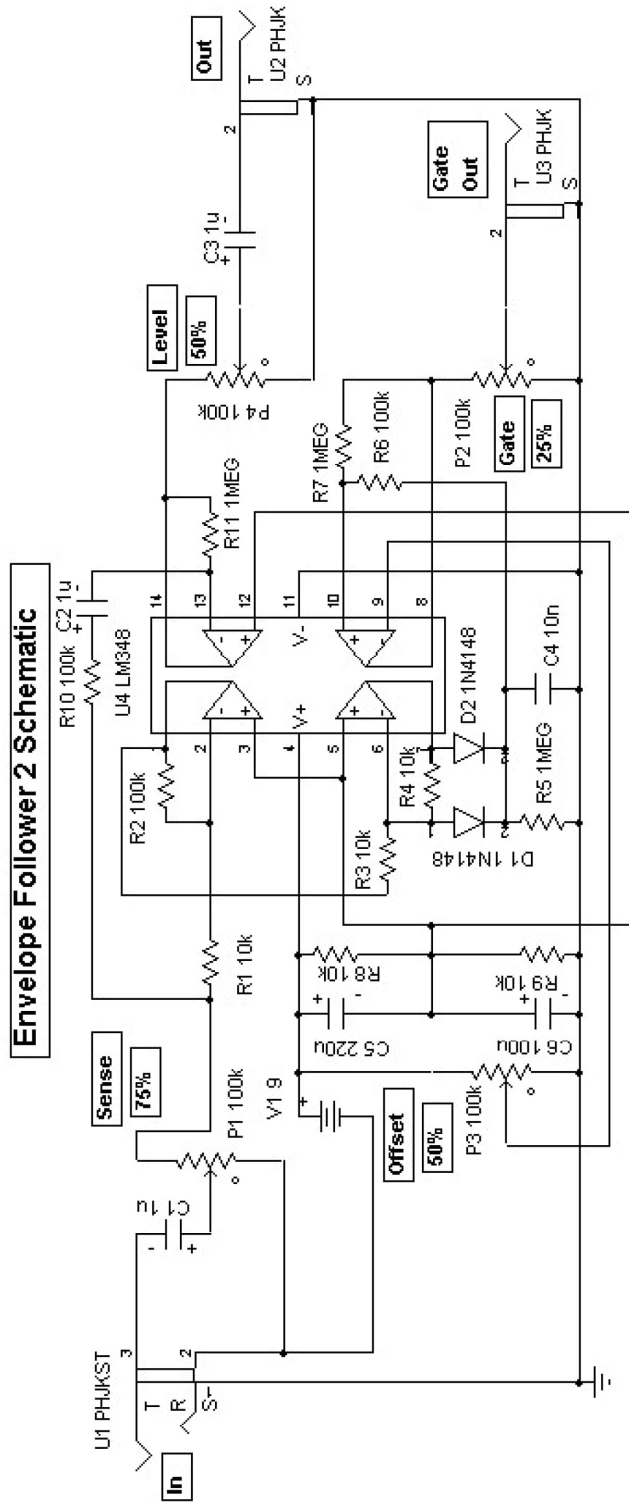 Envelope Follower 2 Schematic
U1 PHJKST
In
T
R
S
3
2
1
C1 1u
-
+
Sense
75%
P1 100k
R1 10k
R2 100k
R10 100k
C2 1u
+
-
U4 LM348
R11 1MEG
1
2
3
4
5
6
7
14
13
12
11
10
9
8
-
+
-
+
V+
V-
+
-
+
-
Level
50%
P4 100k
C3 1u
+
-
Out
2
T
S
U2 PHJK
V1 9
+
Offset
50%
P3 100k
C5 220u
+
-
R8 10k
C6 100u
+
-
R9 10k
R3 10k
R4 10k
D1 1N4148
D2 1N4148
R5 1MEG
C4 10n
R7 1MEG
R6 100k
P2 100k
Gate
25%
Gate
Out
2
T
S
U3 PHJK